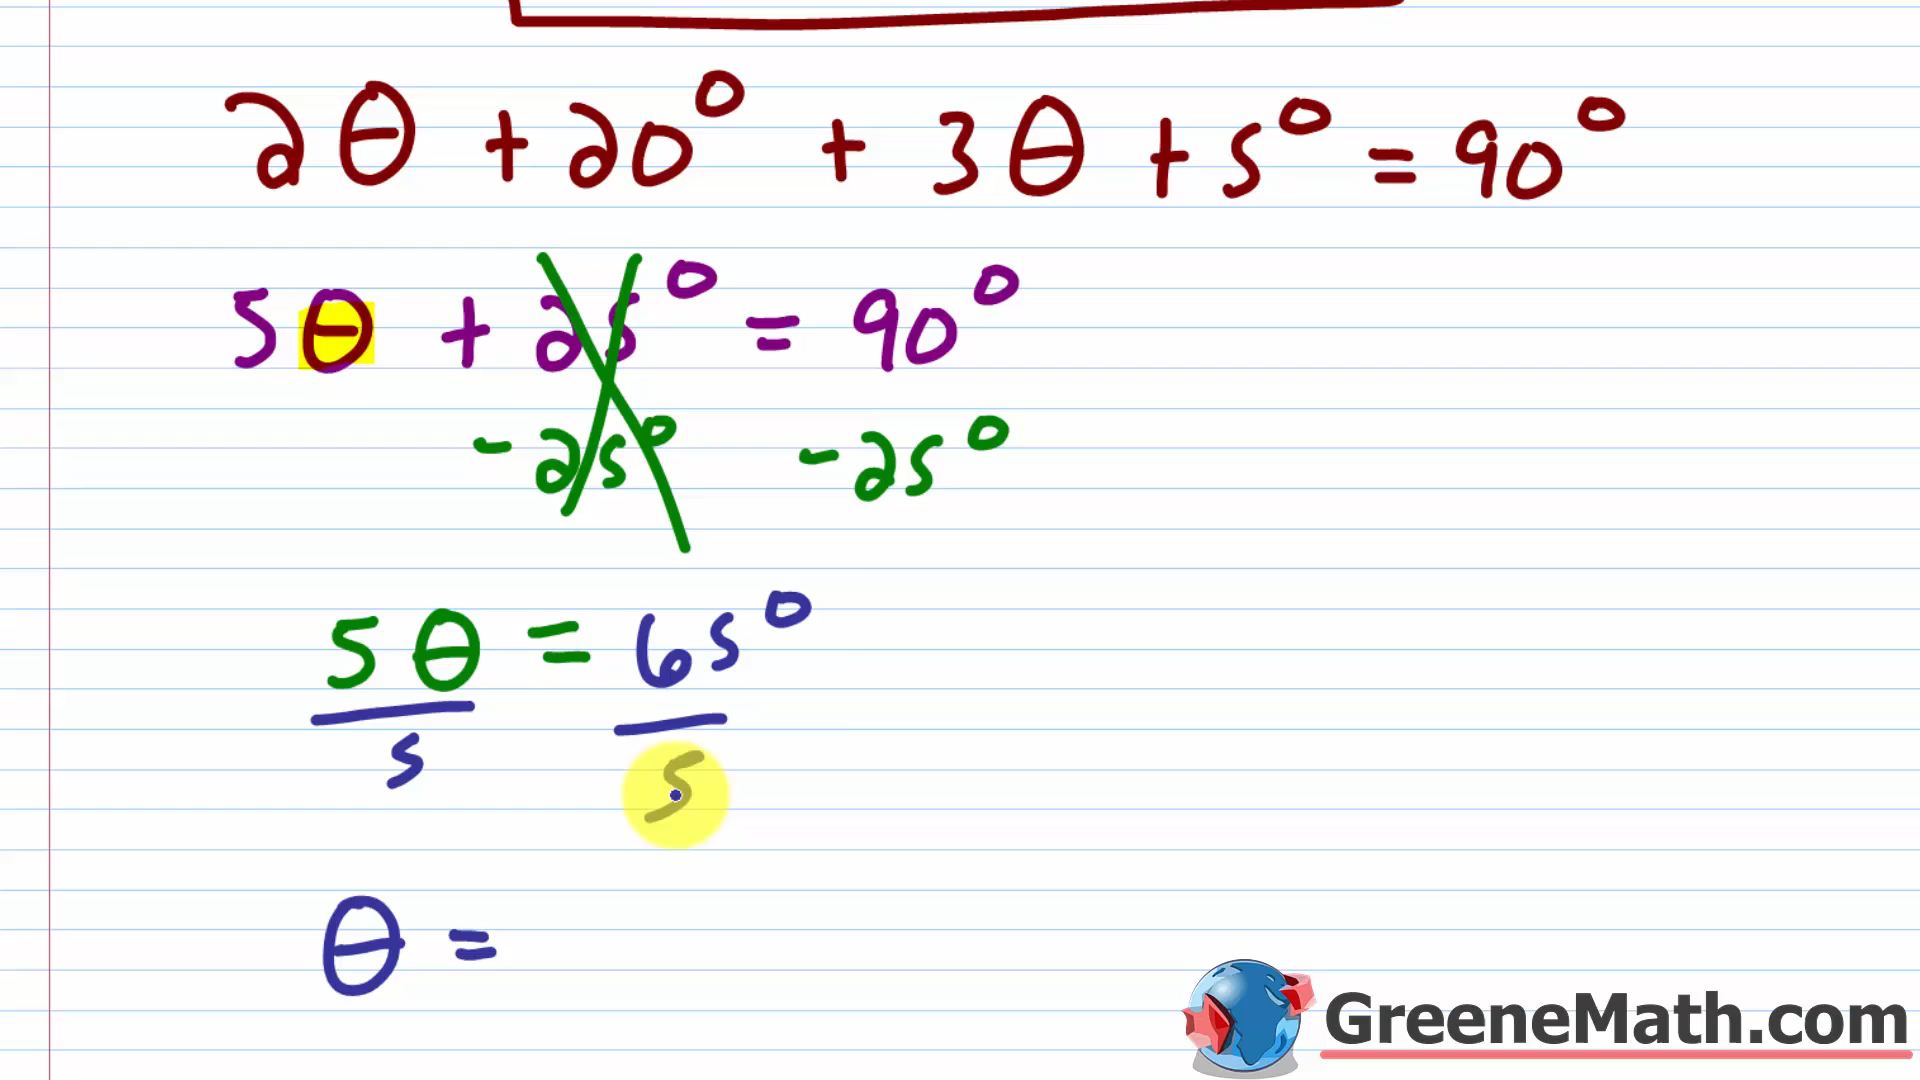 2θ + 20° + 3θ + 5° = 90°
5θ + 25° = 90°
- 25° - 25°
5θ = 65°
5 5
θ =
GreeneMath.com